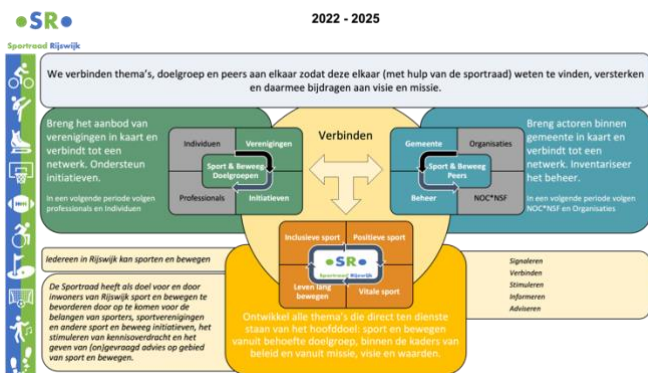 SR
Sportraad Rijswijk
2022 - 2025
We verbinden thema's, doelgroep en peers aan elkaar zodat deze elkaar (met hulp van de sportraad) weten te vinden, versterken
en daarmee bijdragen aan visie en missie.
Breng het aanbod van
verenigingen in kaart en
verbindt tot een
netwerk. Ondersteun
initiatieven.
In een volgende periode volgen
professionals en Individuen
Individuen
Verenigingen
Sport & Beweeg
Doelgroepen
Professionals
Initiatieven
Verbinden
Gemeente
Organisaties
Sport & Beweeg
Peers
Beheer
NOC*NSF
Breng actoren binnen
gemeente in kaart en
verbindt tot een
netwerk. Inventariseer
het beheer.
In een volgende periode volgen
NOC*NSF en Organisaties
Inclusieve sport
Positieve sport
SR
Sportraad Rijswijk
Leven lang
bewegen
Vitale sport
Iedereen in Rijswijk kan sporten en bewegen
De Sportraad heeft als doel voor en door
inwoners van Rijswijk sport en bewegen te
bevorderen door op te komen voor de
belangen van sporters, sportverenigingen
en andere sport en beweeg initiatieven, het
stimuleren van kennisoverdracht en het
geven van (on)gevraagd advies op gebied
van sport en bewegen.
Ontwikkel alle thema's die direct ten dienste
staan van het hoofddoel: sport en bewegen
vanuit behoefte doelgroep, binnen de kaders van
beleid en vanuit missie, visie en waarden.
Signaleren
Verbinden
Stimuleren
Informeren
Adviseren